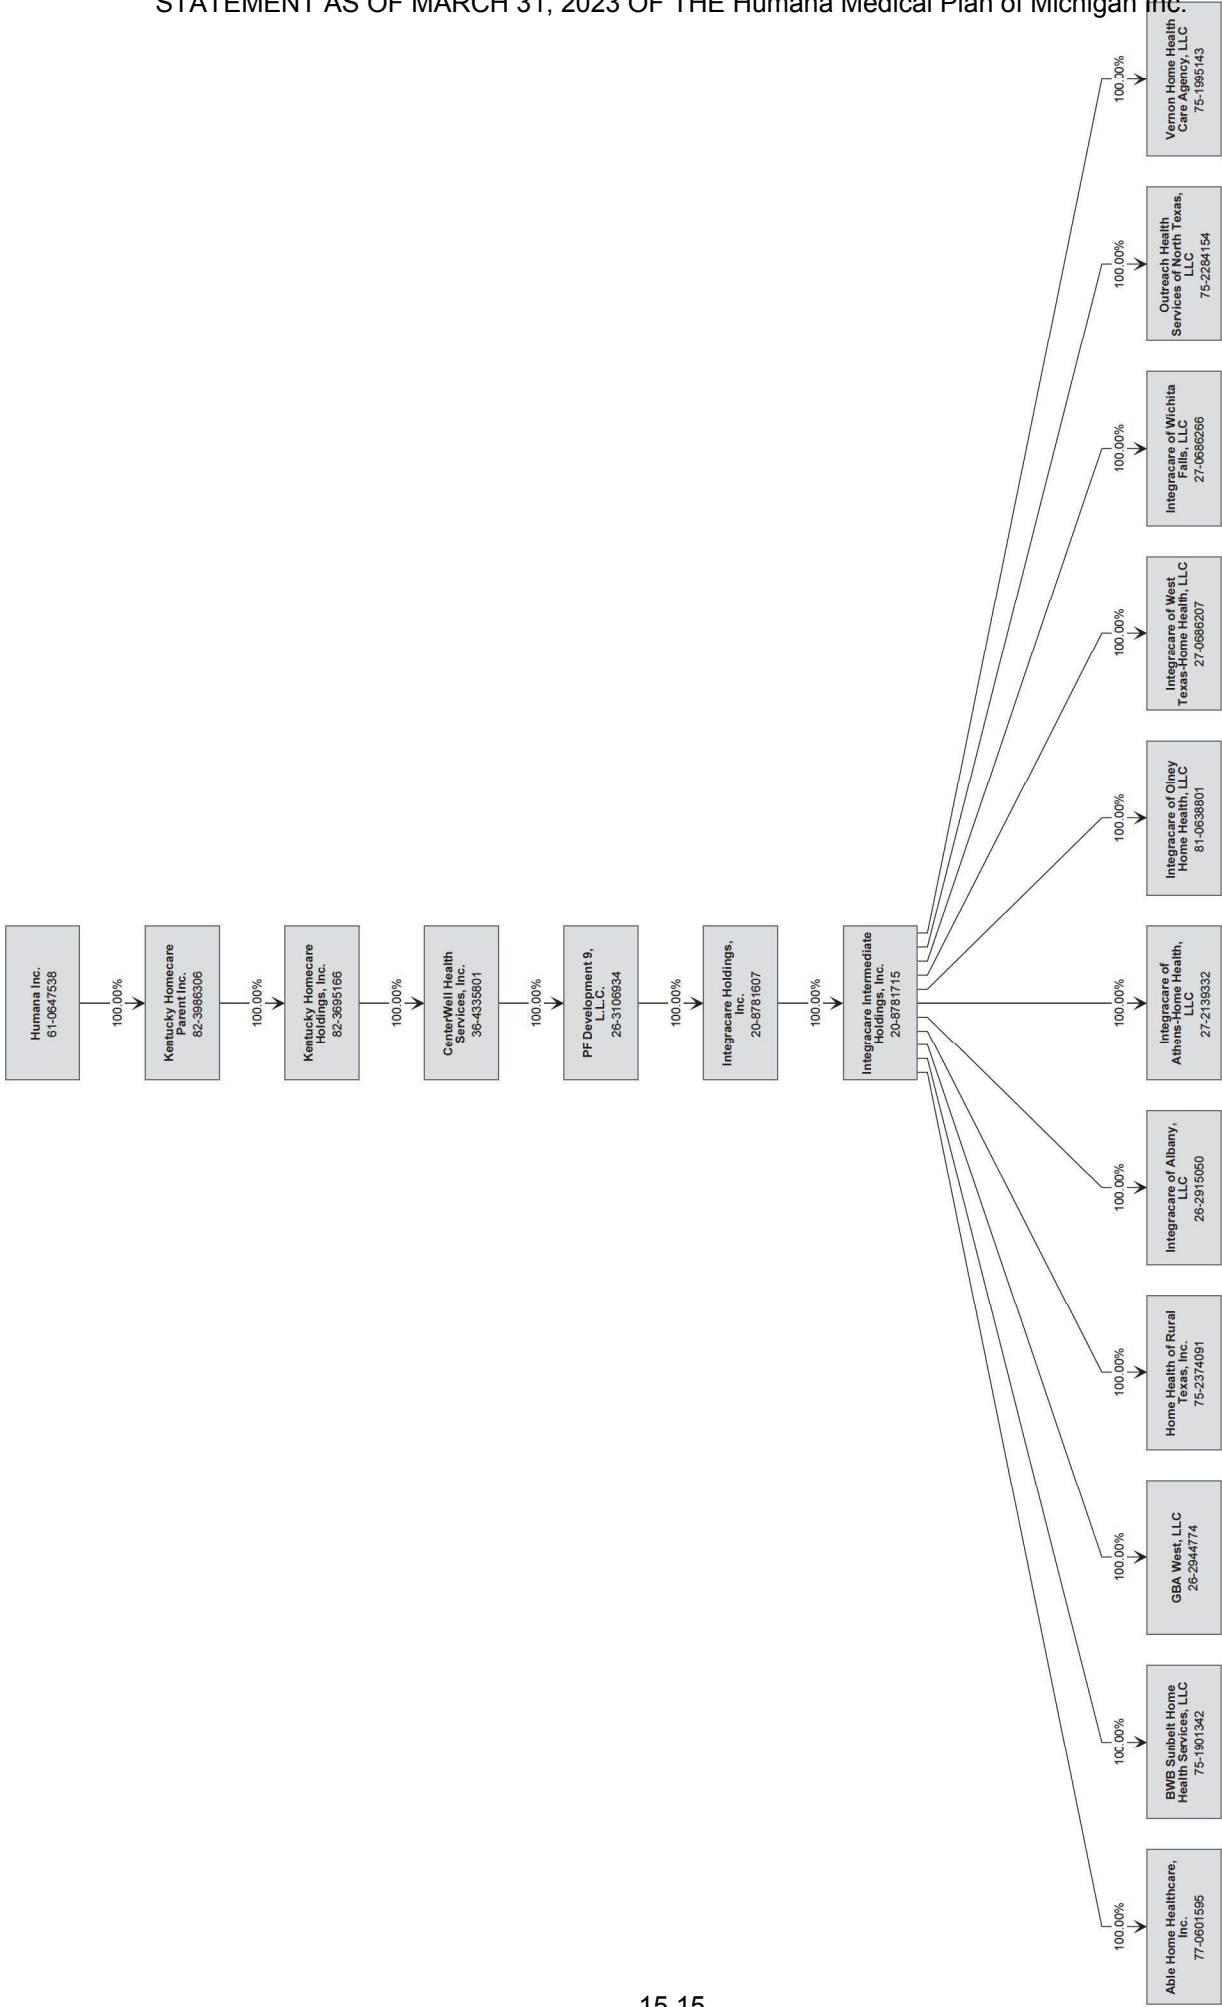 STATEMENT AS OF MARCH 31, 2023 OF THE Humana Medical Plan of Michigan Inc.
Humana Inc.
61-0647538
100.00%
Kentucky Homecare
Parent Inc.
82-3986306
100.00%
Kentucky Homecare
Holdings, Inc.
82-3695166
100.00%
CenterWell Health
Services, Inc.
36-4335801
100.00%
PF Development 9,
L.L.C.
26-3106934
100.00%
Integracare Holdings,
Inc.
20-8781607
100.00%
Integracare Intermediate
Holdings, Inc.
20-8781715
100.00%
Able Home Healthcare,
Inc.
77-0601595
100.00%
BWB Sunbelt Home
Health Services, LLC
75-1901342
100.00%
GBA West, LLC
26-2944774
100.00%
Home Health of Rural
Texas, Inc.
75-2374091
100.00%
Integracare of Albany,
LLC
26-2915050
100.00%
Integracare of
Athens-Home Health,
LLC
27-2139332
100.00%
Integracare of Olney
Home Health, LLC
81-0638801
100.00%
Integracare of West
Texas-Home Health, LLC
27-0686207
100.00%
Integracare of Wichita
Falls, LLC
27-0686266
100.00%
Outreach Health
Services of North Texas,
LLC
75-2284154
100.00%
Vernon Home Health
Care Agency, LLC
75-1995143
15.15